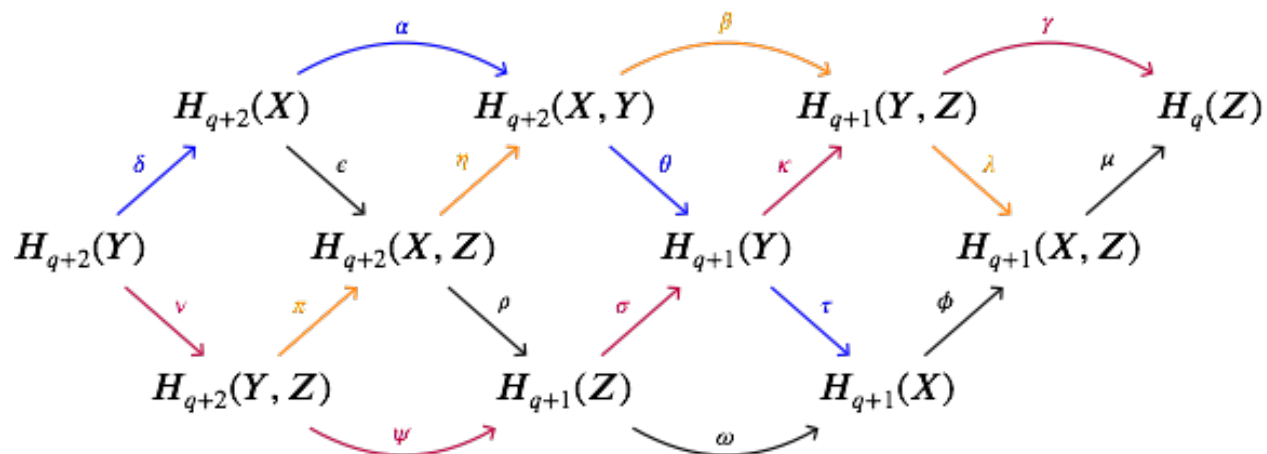 α β γ
H_{q+2}(X) H_{q+2}(X, Y) H_{q+1}(Y, Z) H_q(Z)
δ ϵ η θ κ λ μ
H_{q+2}(Y) H_{q+2}(X, Z) H_{q+1}(Y) H_{q+1}(X, Z)
ν π ρ σ τ ϕ
H_{q+2}(Y, Z) H_{q+1}(Z) H_{q+1}(X)
ψ ω